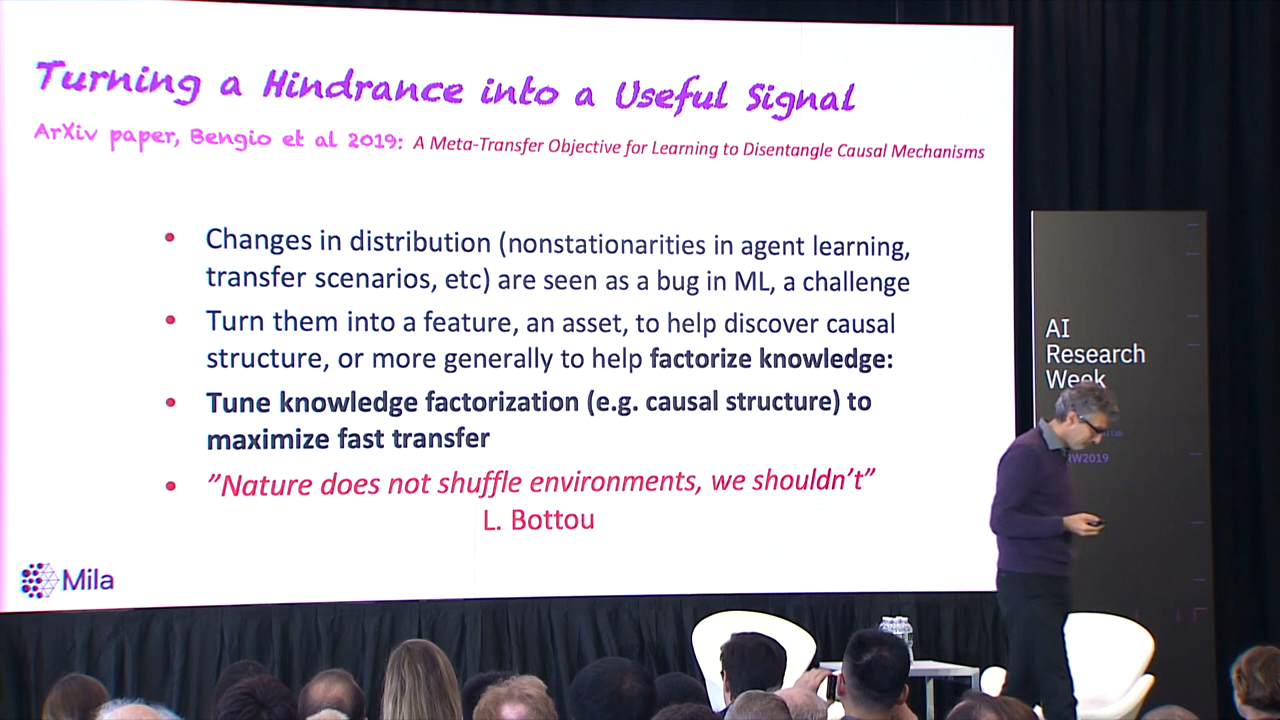 Turning a Hindrance into a Useful Signal
ArXiv paper, Bengio et al 2019: A Meta-Transfer Objective for Learning to Disentangle Causal Mechanisms
• Changes in distribution (nonstationarities in agent learning,
transfer scenarios, etc) are seen as a bug in ML, a challenge
• Turn them into a feature, an asset, to help discover causal
structure, or more generally to help factorize knowledge:
• Tune knowledge factorization (e.g. causal structure) to
maximize fast transfer
• ”Nature does not shuffle environments, we shouldn’t”
L. Bottou
Mila
AI
Research
Week
RW2019